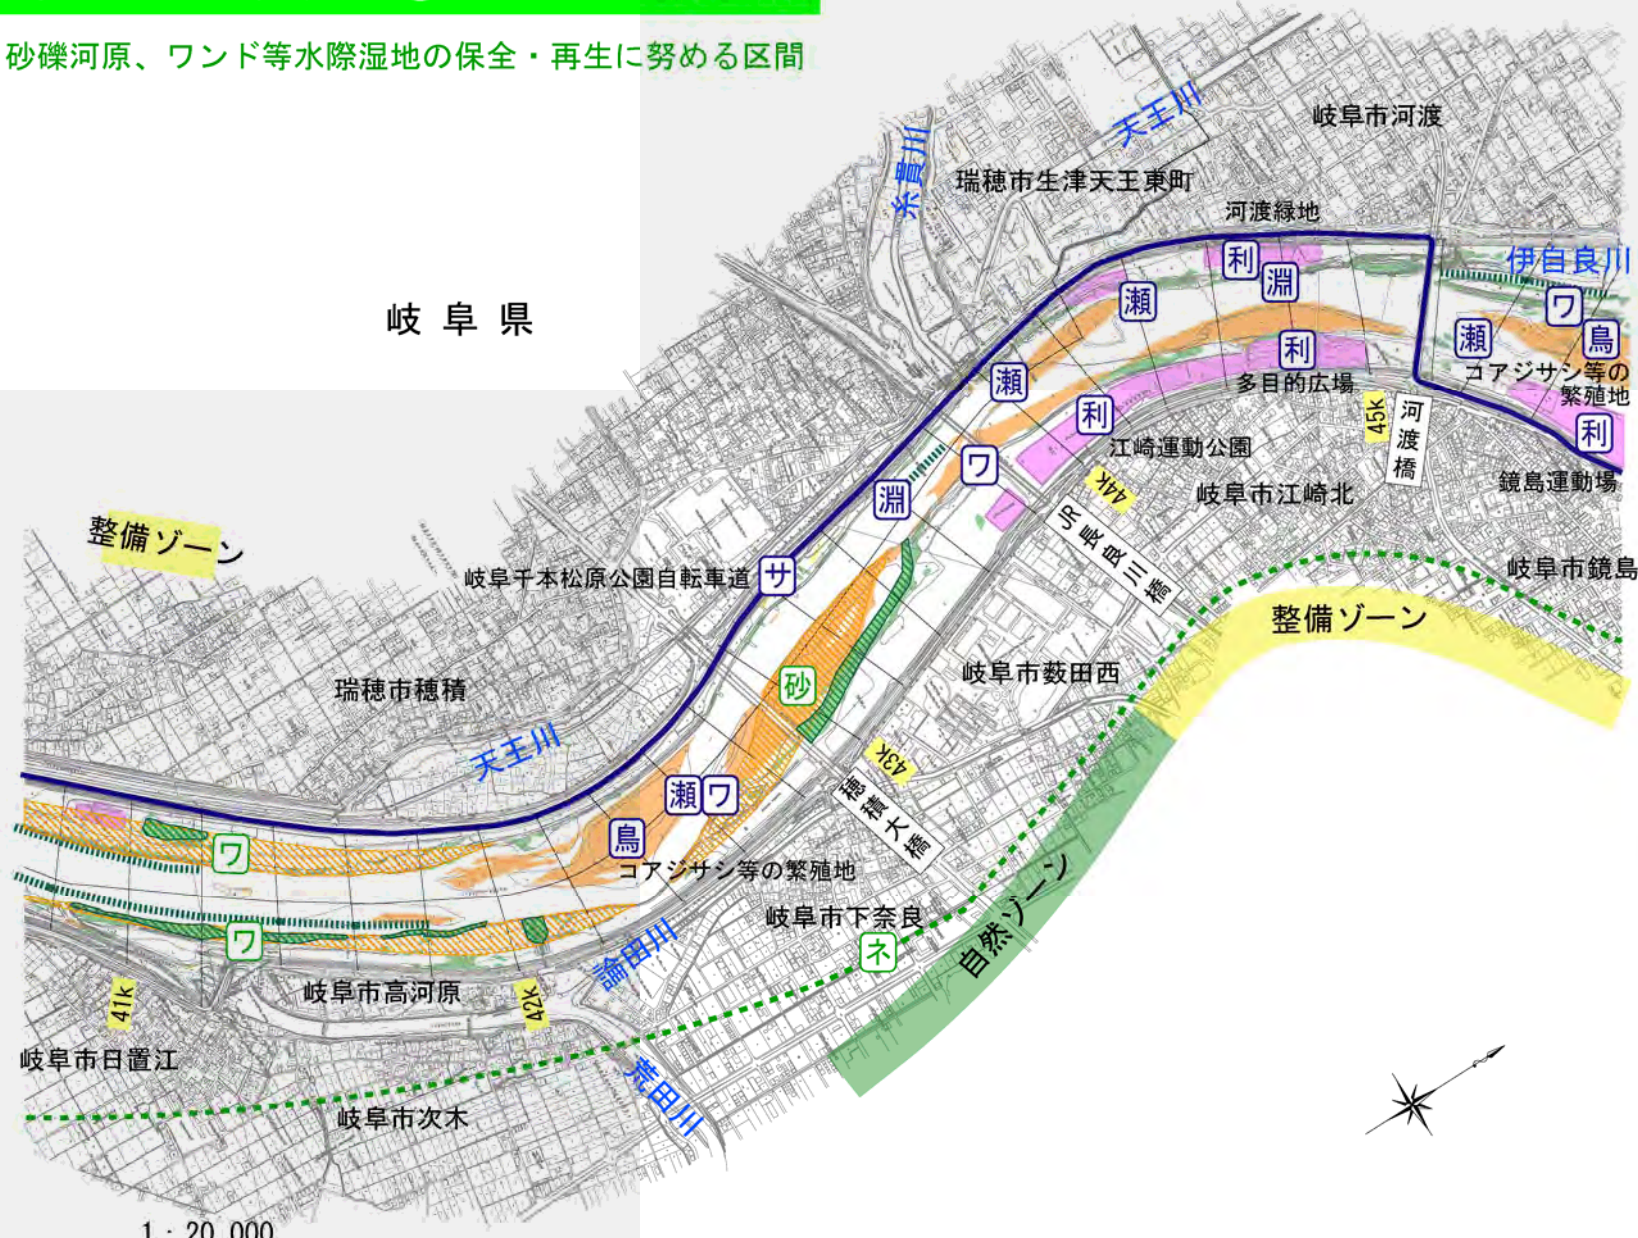 砂礫河原、ワンド等水際湿地の保全・再生に努める区間
岐阜県
天王川
岐阜市河渡
糸貫川
瑞穂市生津天王東町
河渡緑地
利
淵
瀬
伊自良川
ワ
瀬
鳥
コアジサシ等の
繁殖地
利
多目的広場
瀬
利
45k
河渡橋
利
鏡島運動場
江崎運動公園
ワ
44k
岐阜市江崎北
淵
JR長良川橋
整備ゾーン
岐阜千本松原公園自転車道
サ
岐阜市鏡島
整備ゾーン
砂
岐阜市薮田西
瑞穂市穂積
天王川
43k
瀬
ワ
穂積大橋
鳥
コアジサシ等の繁殖地
ワ
岐阜市下奈良
自然ゾーン
ワ
ネ
論田川
岐阜市高河原
41k
42k
岐阜市日置江
荒田川
岐阜市次木
1:20,000